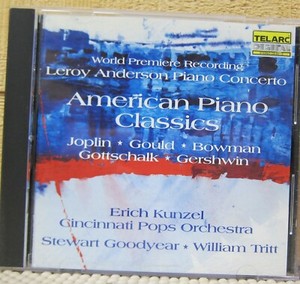 TELARC
DIGITAL
World Premiere Recording
Leroy Anderson Piano Concerto
American Piano
Classics
Joplin ★ Gould ★ Bowman
Gottschalk ★ Gershwin
Erich Kunzel
Cincinnati Pops Orchestra
Stewart Goodyear ★ William Tritt